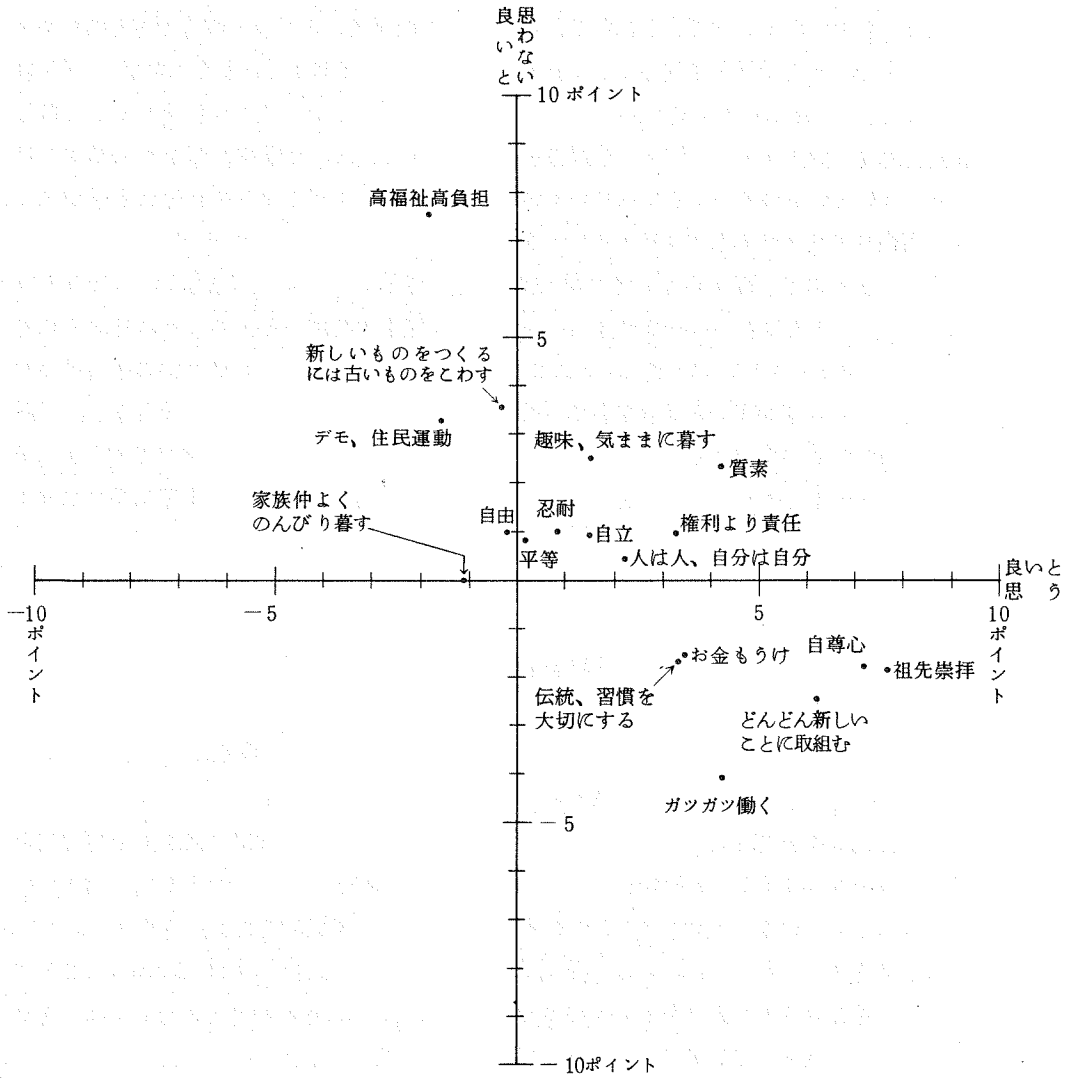 良いと
思わない
10 ポイント
高福祉高負担
5
新しいものをつくる
には古いものをこわす
デモ、住民運動
趣味、気ままに暮す
質素
家族仲よく
のんびり暮す
自由
忍耐
自立
権利より責任
平等
人は人、自分は自分
良いと
思う
-10
ポイント
-5
5
10
ポイント
お金もうけ
自尊心
祖先崇拝
伝統、習慣を
大切にする
どんどん新しい
ことに取組む
ガツガツ働く
-5
-10ポイント